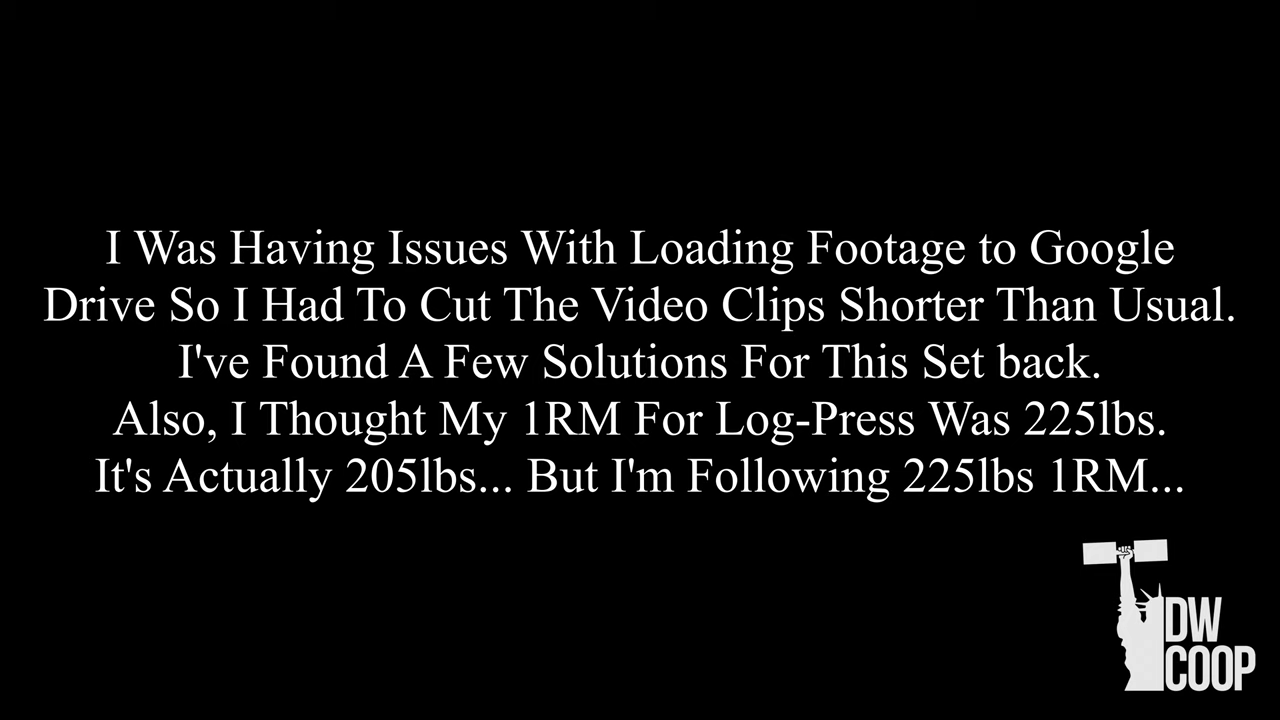 I Was Having Issues With Loading Footage to Google
Drive So I Had To Cut The Video Clips Shorter Than Usual.
I've Found A Few Solutions For This Set back.
Also, I Thought My 1RM For Log-Press Was 225lbs.
It's Actually 205lbs... But I'm Following 225lbs 1RM...
DW
COOP